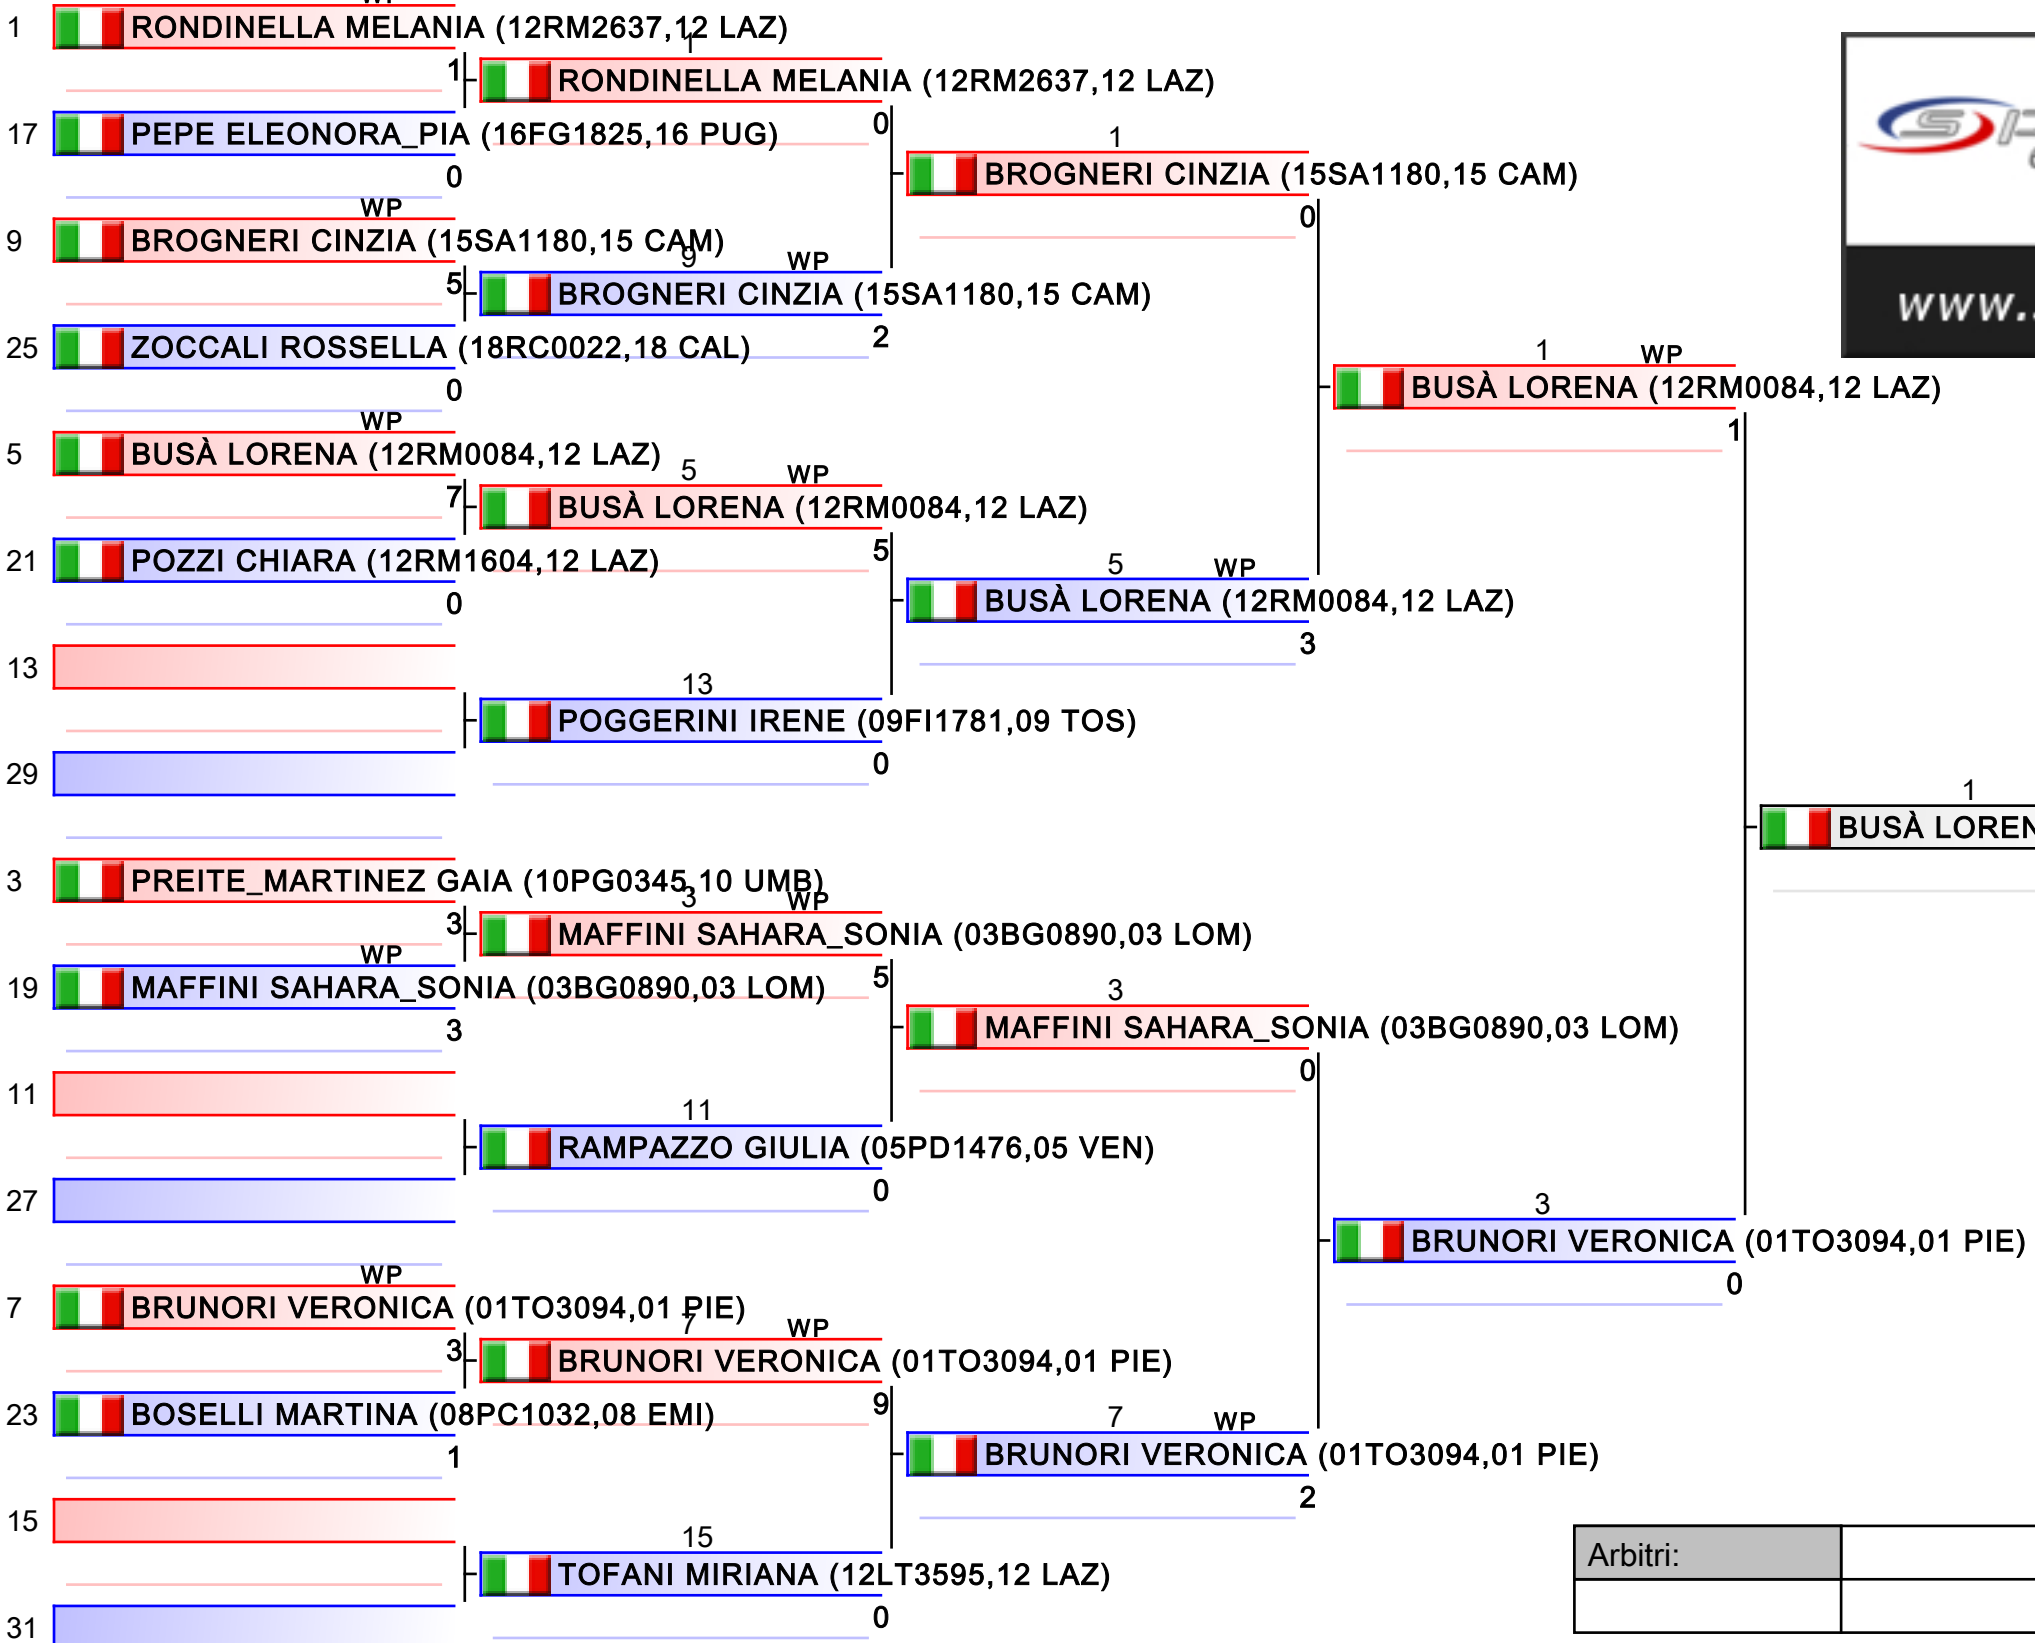 WP
1 RONDINELLA MELANIA (12RM2637,12 LAZ)
1
1 RONDINELLA MELANIA (12RM2637,12 LAZ)
0
17 PEPE ELEONORA_PIA (16FG1825,16 PUG)
0
1
BROGNERI CINZIA (15SA1180,15 CAM)
0
WP
9 BROGNERI CINZIA (15SA1180,15 CAM)
5
9 WP
BROGNERI CINZIA (15SA1180,15 CAM)
2
25 ZOCCALI ROSSELLA (18RC0022,18 CAL)
0
www.
1 WP
BUSÀ LORENA (12RM0084,12 LAZ)
1
WP
5 BUSÀ LORENA (12RM0084,12 LAZ)
7
5 WP
BUSÀ LORENA (12RM0084,12 LAZ)
5
21 POZZI CHIARA (12RM1604,12 LAZ)
0
5 WP
BUSÀ LORENA (12RM0084,12 LAZ)
3
13
13
POGGERINI IRENE (09FI1781,09 TOS)
0
29
1
BUSÀ LOREN
3 PREITE_MARTINEZ GAIA (10PG0345,10 UMB)
3
3 WP
MAFFINI SAHARA_SONIA (03BG0890,03 LOM)
5
WP
19 MAFFINI SAHARA_SONIA (03BG0890,03 LOM)
3
3
MAFFINI SAHARA_SONIA (03BG0890,03 LOM)
0
11
11
RAMPAZZO GIULIA (05PD1476,05 VEN)
0
27
3
BRUNORI VERONICA (01TO3094,01 PIE)
0
WP
7 BRUNORI VERONICA (01TO3094,01 PIE)
3
7 WP
BRUNORI VERONICA (01TO3094,01 PIE)
9
23 BOSELLI MARTINA (08PC1032,08 EMI)
1
7 WP
BRUNORI VERONICA (01TO3094,01 PIE)
2
15
15
TOFANI MIRIANA (12LT3595,12 LAZ)
0
31
Arbitri: